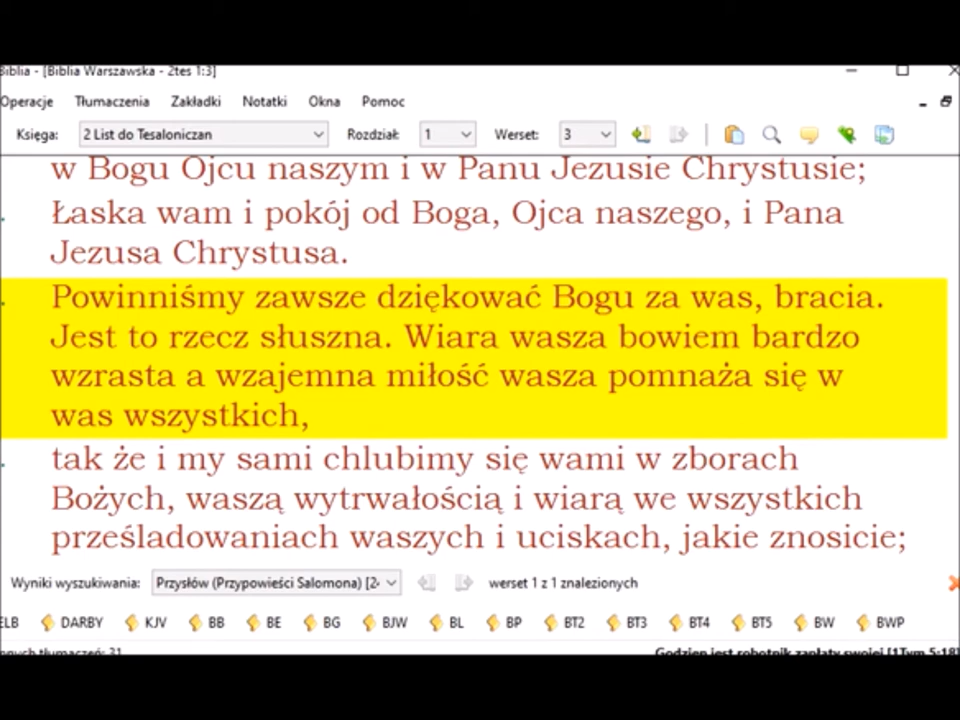 Biblia - [Biblia Warszawska - 2tes 1:3]
Operacje Tłumaczenia Zakładki Notatki Okna Pomoc
Księga: 2 List do Tesaloniczan Rozdział: 1 Werset: 3
w Bogu Ojcu naszym i w Panu Jezusie Chrystusie;
Łaska wam i pokój od Boga, Ojca naszego, i Pana
Jezusa Chrystusa.
Powinniśmy zawsze dziękować Bogu za was, bracia.
Jest to rzecz słuszna. Wiara wasza bowiem bardzo
wzrasta a wzajemna miłość wasza pomnaża się w
was wszystkich,
tak że i my sami chlubimy się wami w zborach
Bożych, waszą wytrwałością i wiarą we wszystkich
prześladowaniach waszych i uciskach, jakie znosicie;
Wyniki wyszukiwania: Przysłów (Przypowieści Salomona) [2 werset 1 z 1 znalezionych
ELB DARBY KJV BB BE BG BJW BL BP BT2 BT3 BT4 BT5 BW BWP
tłumaczeń: 31 Godzien jest robotnik zapłaty swojej [1Tym 5:18]